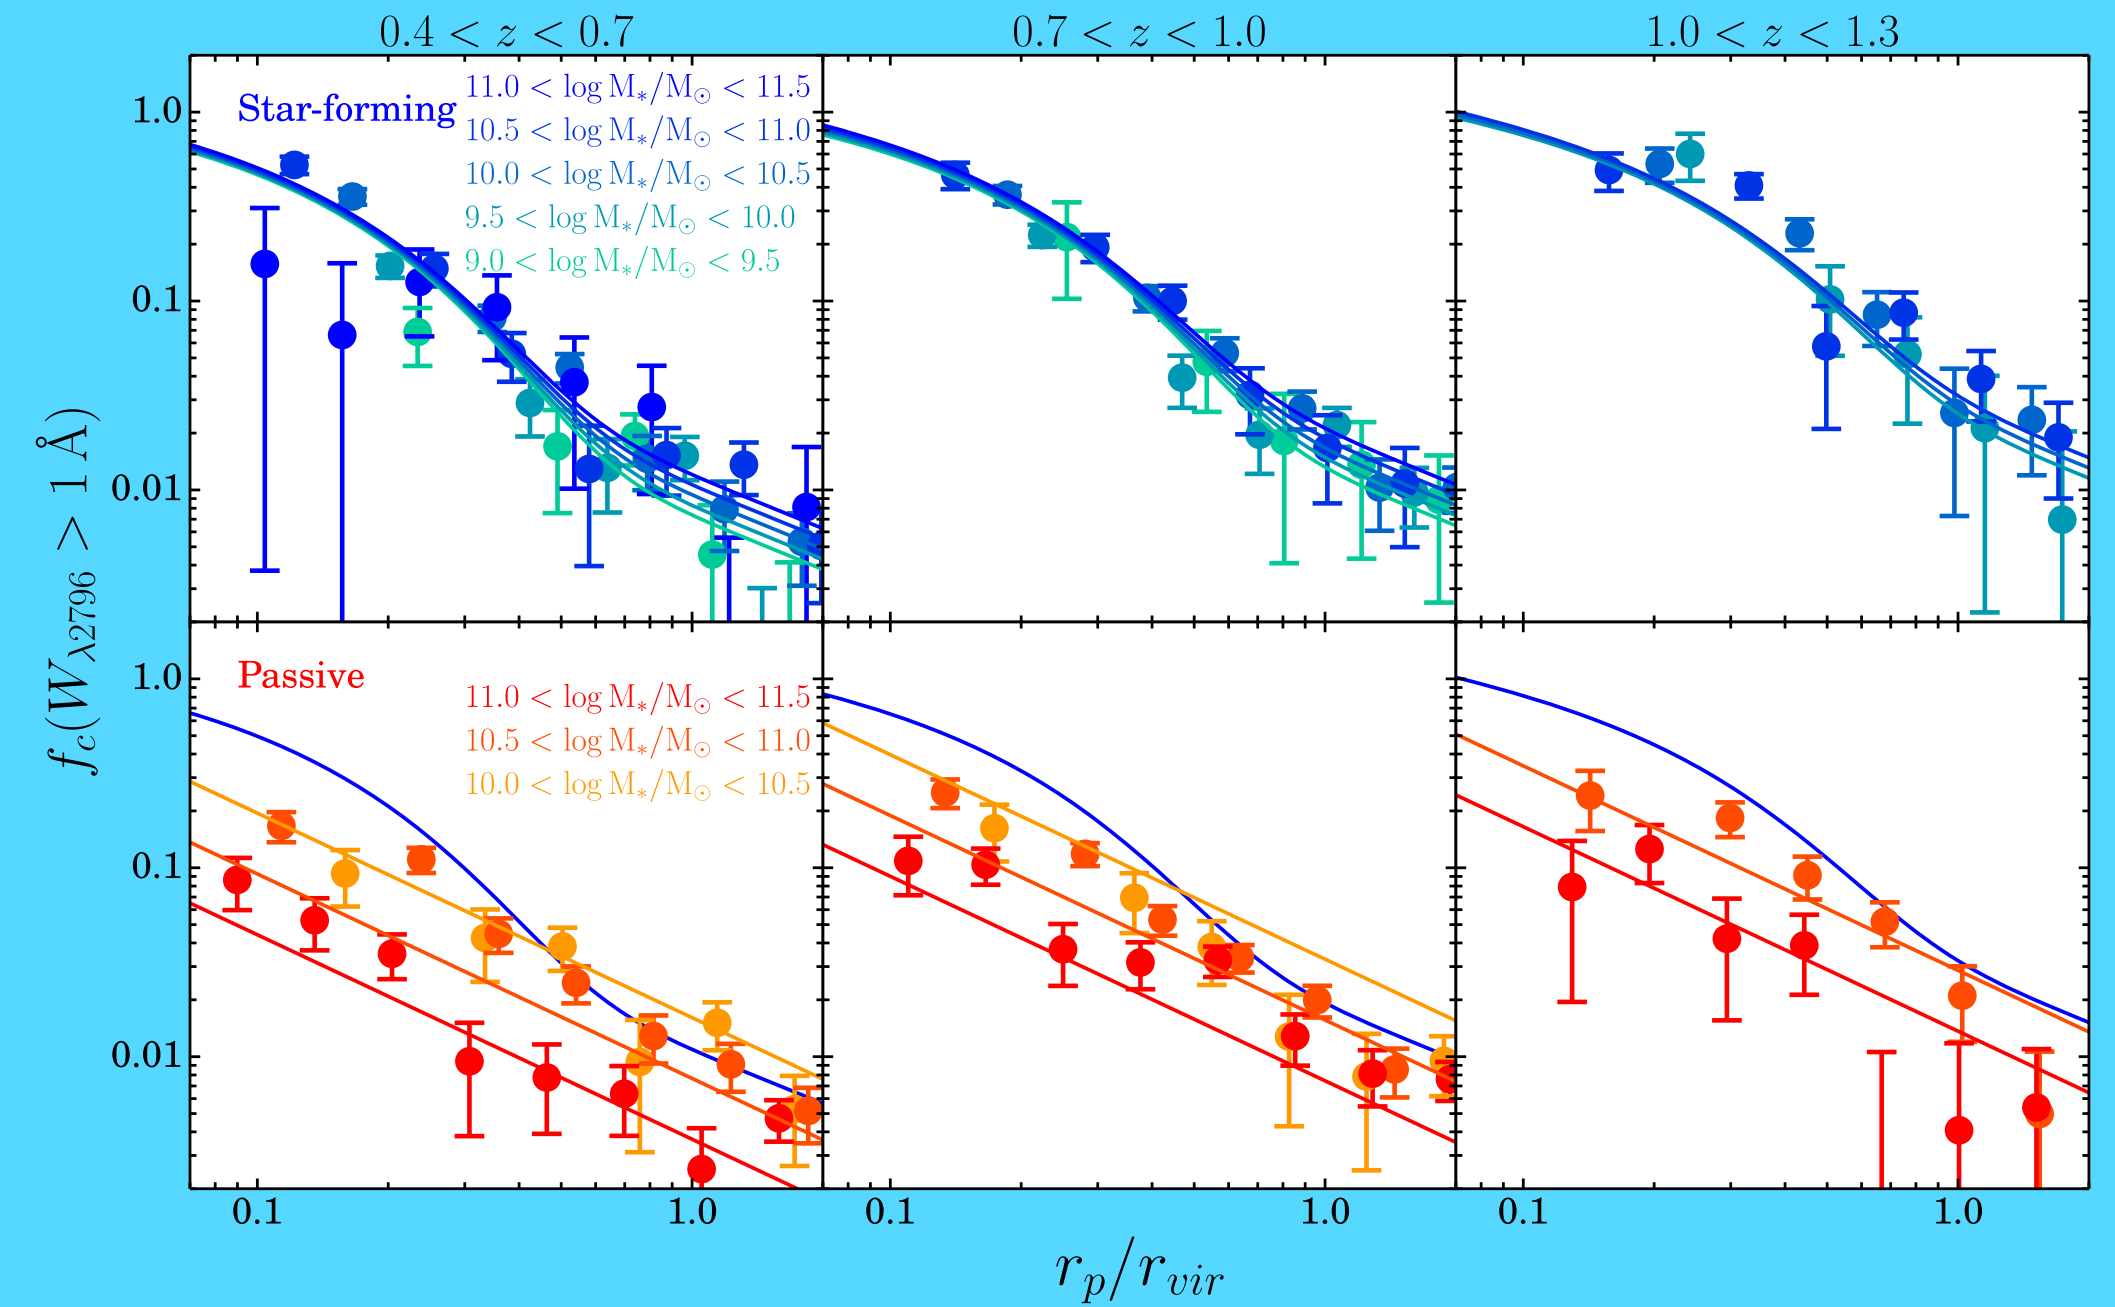 0.4 < z < 0.7
0.7 < z < 1.0
1.0 < z < 1.3
Star-forming
11.0 < log M∗/M⊙ < 11.5
10.5 < log M∗/M⊙ < 11.0
10.0 < log M∗/M⊙ < 10.5
9.5 < log M∗/M⊙ < 10.0
9.0 < log M∗/M⊙ < 9.5
1.0
0.1
0.01
fc(Wλ2796 > 1 Å)
Passive
11.0 < log M∗/M⊙ < 11.5
10.5 < log M∗/M⊙ < 11.0
10.0 < log M∗/M⊙ < 10.5
1.0
0.1
0.01
0.1 1.0 0.1 1.0 0.1 1.0
rp/rvir